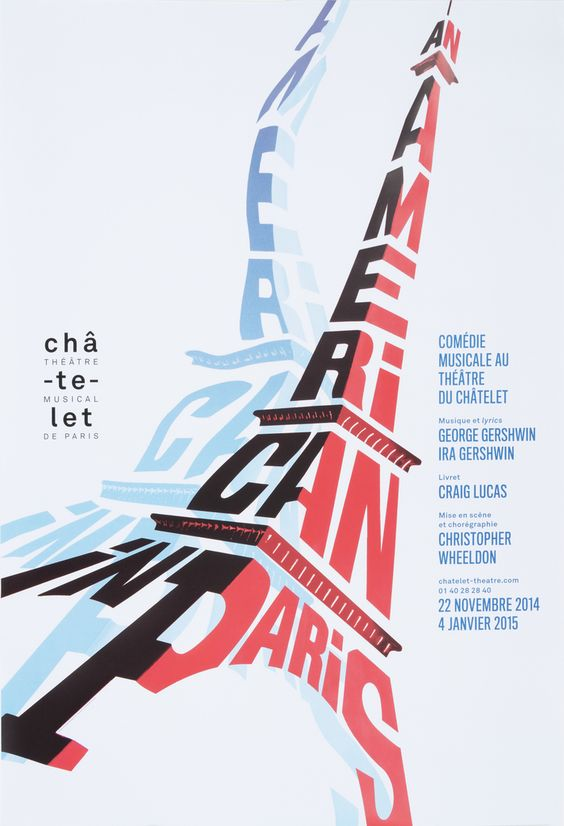 AN
AMERiCAN
iN
PARiS
châ
THÉÂTRE
-te-
MUSICAL
let
DE PARIS
COMÉDIE
MUSICALE AU
THÉÂTRE
DU CHÂTELET
Musique et lyrics
GEORGE GERSHWIN
IRA GERSHWIN
Livret
CRAIG LUCAS
Mise en scène
et chorégraphie
CHRISTOPHER
WHEELDON
chatelet-theatre.com
01 40 28 28 40
22 NOVEMBRE 2014
4 JANVIER 2015